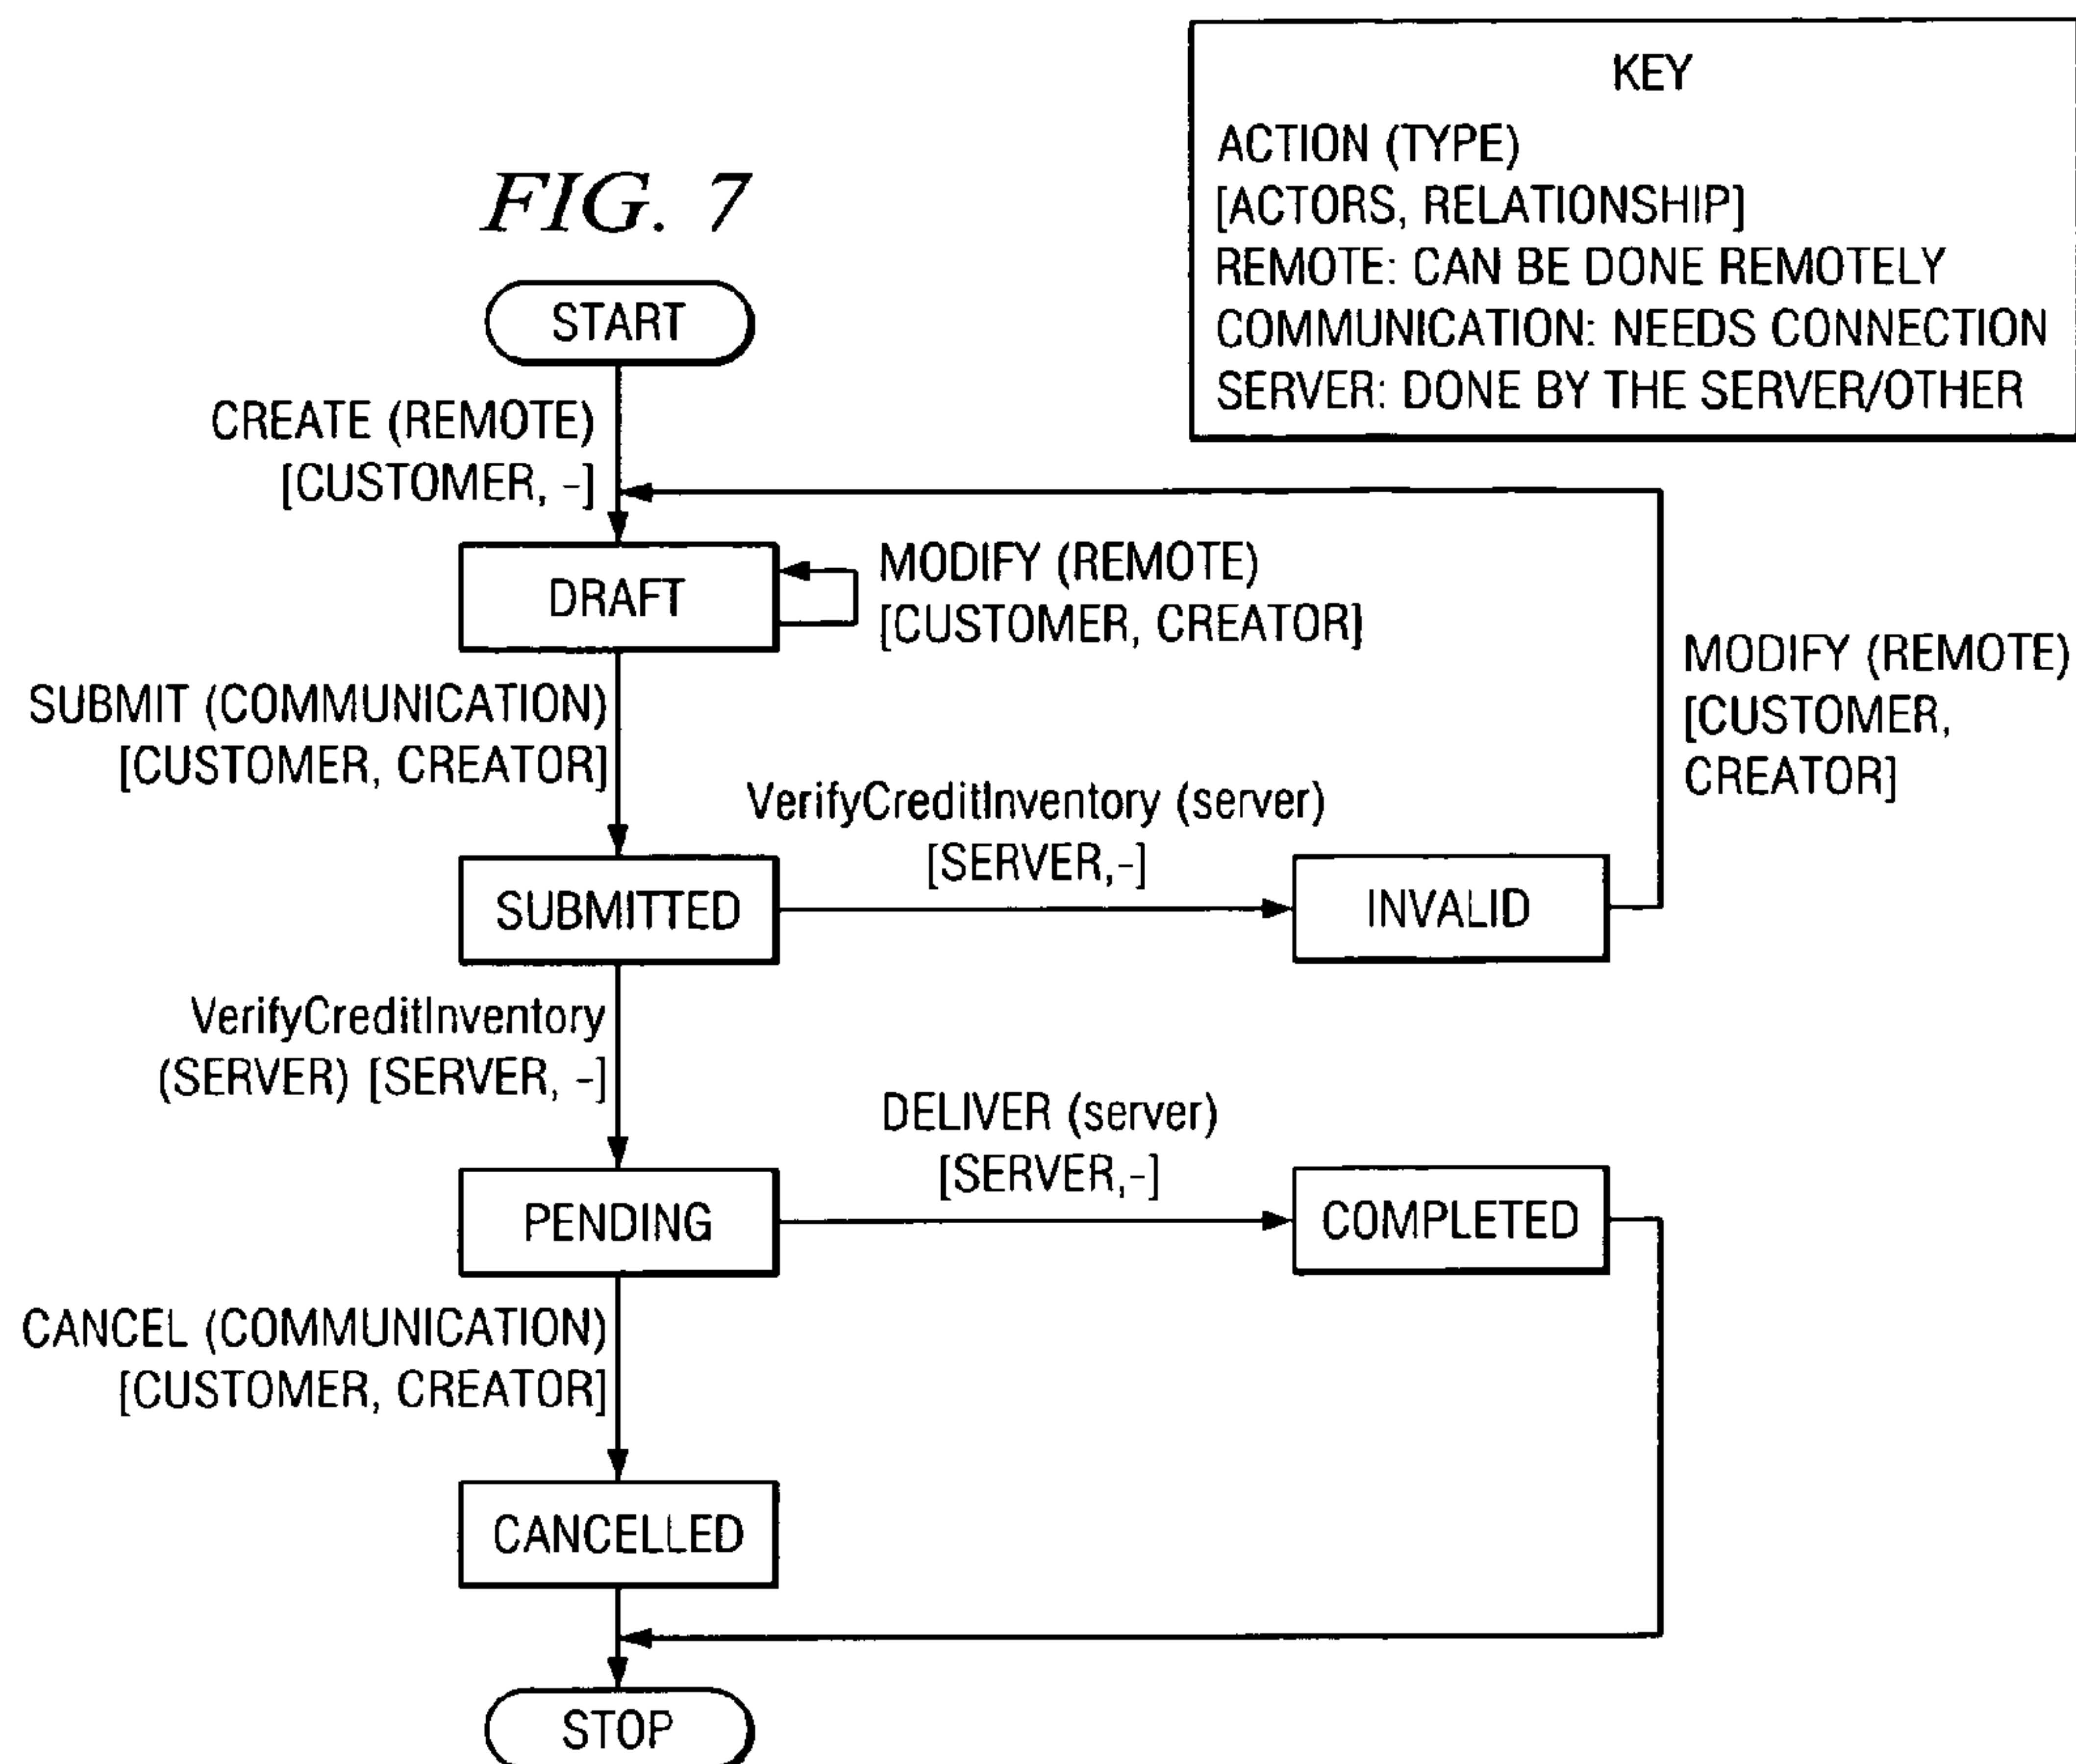 FIG. 7
KEY
ACTION (TYPE)
[ACTORS, RELATIONSHIP]
REMOTE: CAN BE DONE REMOTELY
COMMUNICATION: NEEDS CONNECTION
SERVER: DONE BY THE SERVER/OTHER
START
CREATE (REMOTE)
[CUSTOMER, -]
DRAFT
MODIFY (REMOTE)
[CUSTOMER, CREATOR]
MODIFY (REMOTE)
[CUSTOMER,
CREATOR]
SUBMIT (COMMUNICATION)
[CUSTOMER, CREATOR]
VerifyCreditInventory (server)
[SERVER,-]
SUBMITTED
INVALID
VerifyCreditInventory
(SERVER) [SERVER, -]
DELIVER (server)
[SERVER,-]
PENDING
COMPLETED
CANCEL (COMMUNICATION)
[CUSTOMER, CREATOR]
CANCELLED
STOP